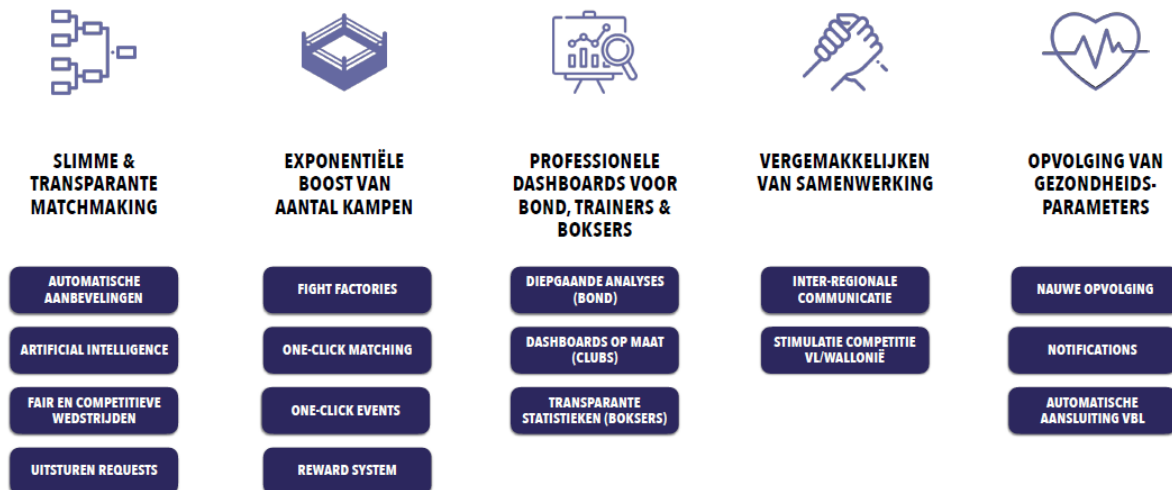 SLIMME &
TRANSPARANTE
MATCHMAKING
AUTOMATISCHE
AANBEVELINGEN
ARTIFICIAL INTELLIGENCE
FAIR EN COMPETITIEVE
WEDSTRIJDEN
UITSTUREN REQUESTS
EXPONENTIËLE
BOOST VAN
AANTAL KAMPEN
FIGHT FACTORIES
ONE-CLICK MATCHING
ONE-CLICK EVENTS
REWARD SYSTEM
PROFESSIONELE
DASHBOARDS VOOR
BOND, TRAINERS &
BOKSERS
DIEPGAANDE ANALYSES
(BOND)
DASHBOARDS OP MAAT
(CLUBS)
TRANSPARANTE
STATISTIEKEN (BOKSERS)
VERGEMAKKELIJKEN
VAN SAMENWERKING
INTER-REGIONALE
COMMUNICATIE
STIMULATIE COMPETITIE
VL/WALLONIË
OPVOLGING VAN
GEZONDHEIDS-
PARAMETERS
NAUWE OPVOLGING
NOTIFICATIONS
AUTOMATISCHE
AANSLUITING VBL